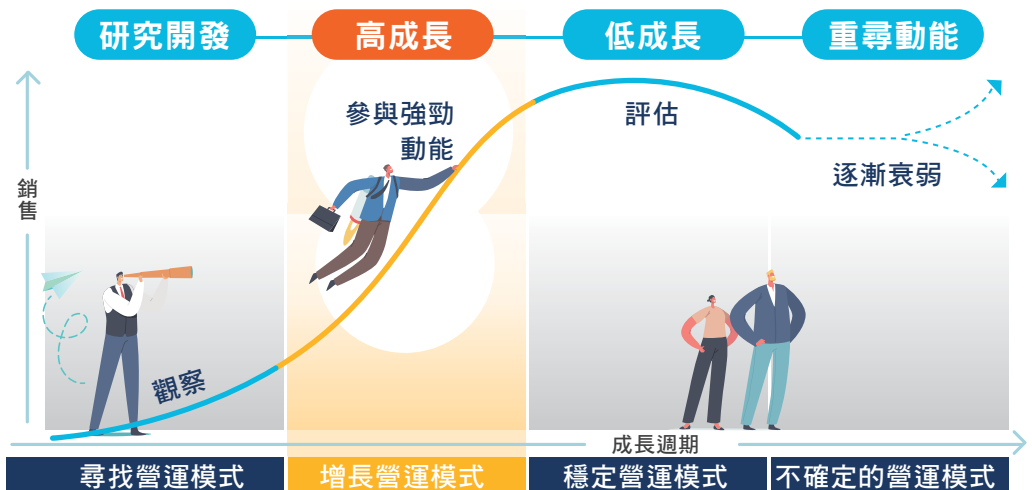 研究開發
高成長
低成長
重尋動能
參與強勁
動能
評估
逐漸衰弱
銷售
觀察
成長週期
尋找營運模式
增長營運模式
穩定營運模式
不確定的營運模式